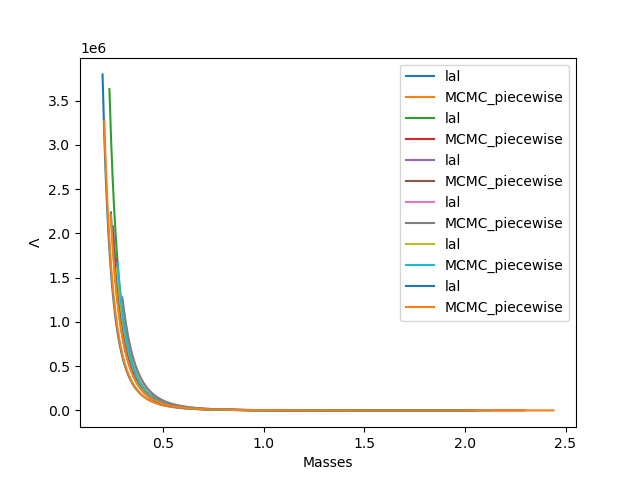 1e6
3.5
3.0
2.5
2.0
1.5
1.0
0.5
0.0
Λ
0.5
1.0
1.5
2.0
2.5
Masses
lal
MCMC_piecewise
lal
MCMC_piecewise
lal
MCMC_piecewise
lal
MCMC_piecewise
lal
MCMC_piecewise
lal
MCMC_piecewise